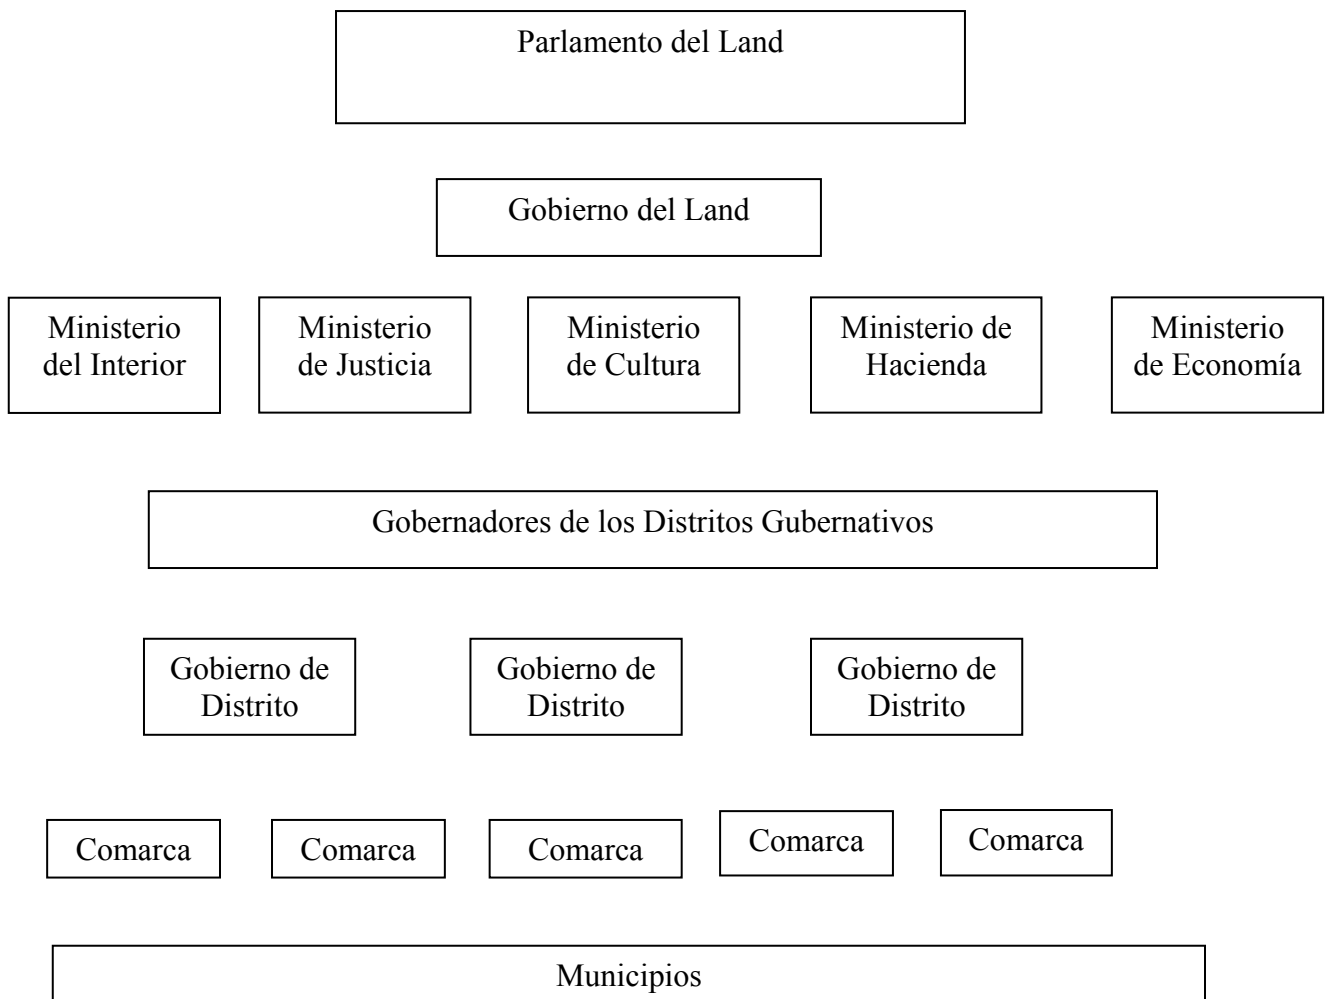 Parlamento del Land
Gobierno del Land
Ministerio
del Interior
Ministerio
de Justicia
Ministerio
de Cultura
Ministerio de
Hacienda
Ministerio
de Economía
Gobernadores de los Distritos Gubernativos
Gobierno de
Distrito
Gobierno de
Distrito
Gobierno de
Distrito
Comarca
Comarca
Comarca
Comarca
Comarca
Municipios